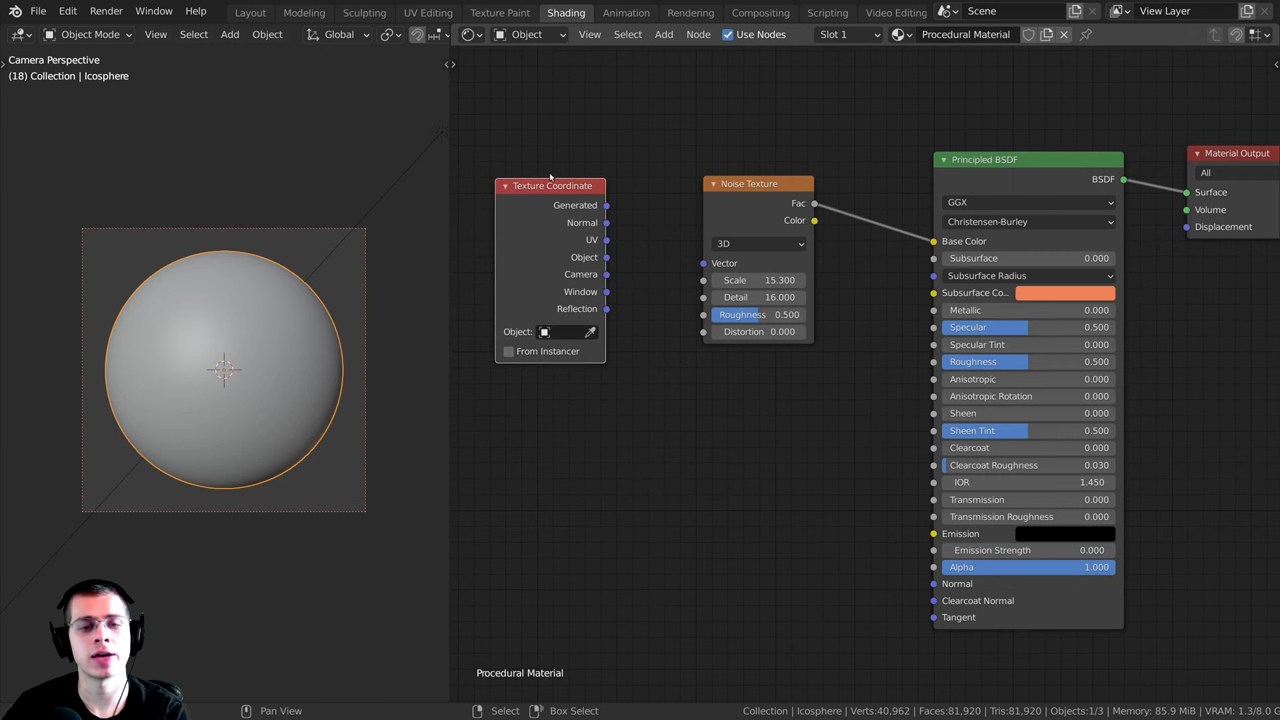 File Edit Render Window Help Layout Modeling Sculpting UV Editing Texture Paint Shading Animation Rendering Compositing Scripting Video Editing Scene View Layer
Object Mode View Select Add Object Global Object View Select Add Node Use Nodes Slot 1 Procedural Material
Camera Perspective
(18) Collection | Icosphere
Texture Coordinate
Generated
Normal
UV
Object
Camera
Window
Reflection
Object:
From Instancer
Noise Texture
Fac
Color
3D
Vector
Scale 15.300
Detail 16.000
Roughness 0.500
Distortion 0.000
Principled BSDF
BSDF
GGX
Christensen-Burley
Base Color
Subsurface 0.000
Subsurface Radius
Subsurface Co...
Metallic 0.000
Specular 0.500
Specular Tint 0.000
Roughness 0.500
Anisotropic 0.000
Anisotropic Rotation 0.000
Sheen 0.000
Sheen Tint 0.500
Clearcoat 0.000
Clearcoat Roughness 0.030
IOR 1.450
Transmission 0.000
Transmission Roughness 0.000
Emission
Emission Strength 0.000
Alpha 1.000
Normal
Clearcoat Normal
Tangent
Material Output
All
Surface
Volume
Displacement
Procedural Material
Pan View Select Box Select Collection | Icosphere Verts:40,962 Faces:81,920 Tris:81,920 Objects:1/3 Memory: 85.9 MiB VRAM: 1.3/8.0 G